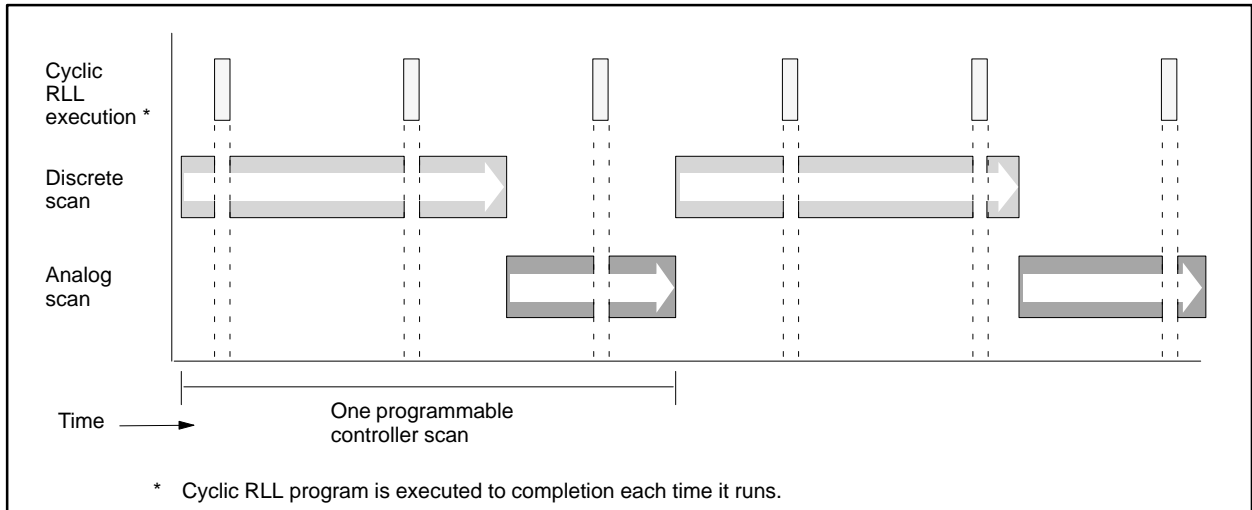 Cyclic
RLL
execution *
Discrete
scan
Analog
scan
Time
One programmable
controller scan
* Cyclic RLL program is executed to completion each time it runs.